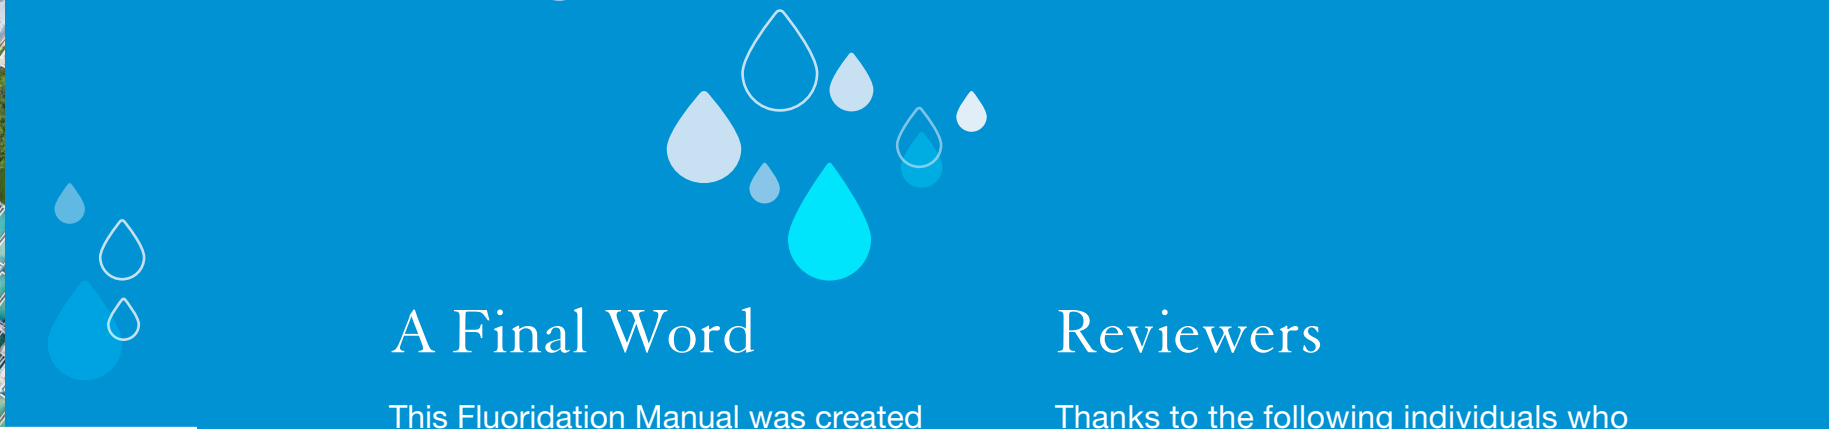 A Final Word
This Fluoridation Manual was created
Reviewers
Thanks to the following individuals who